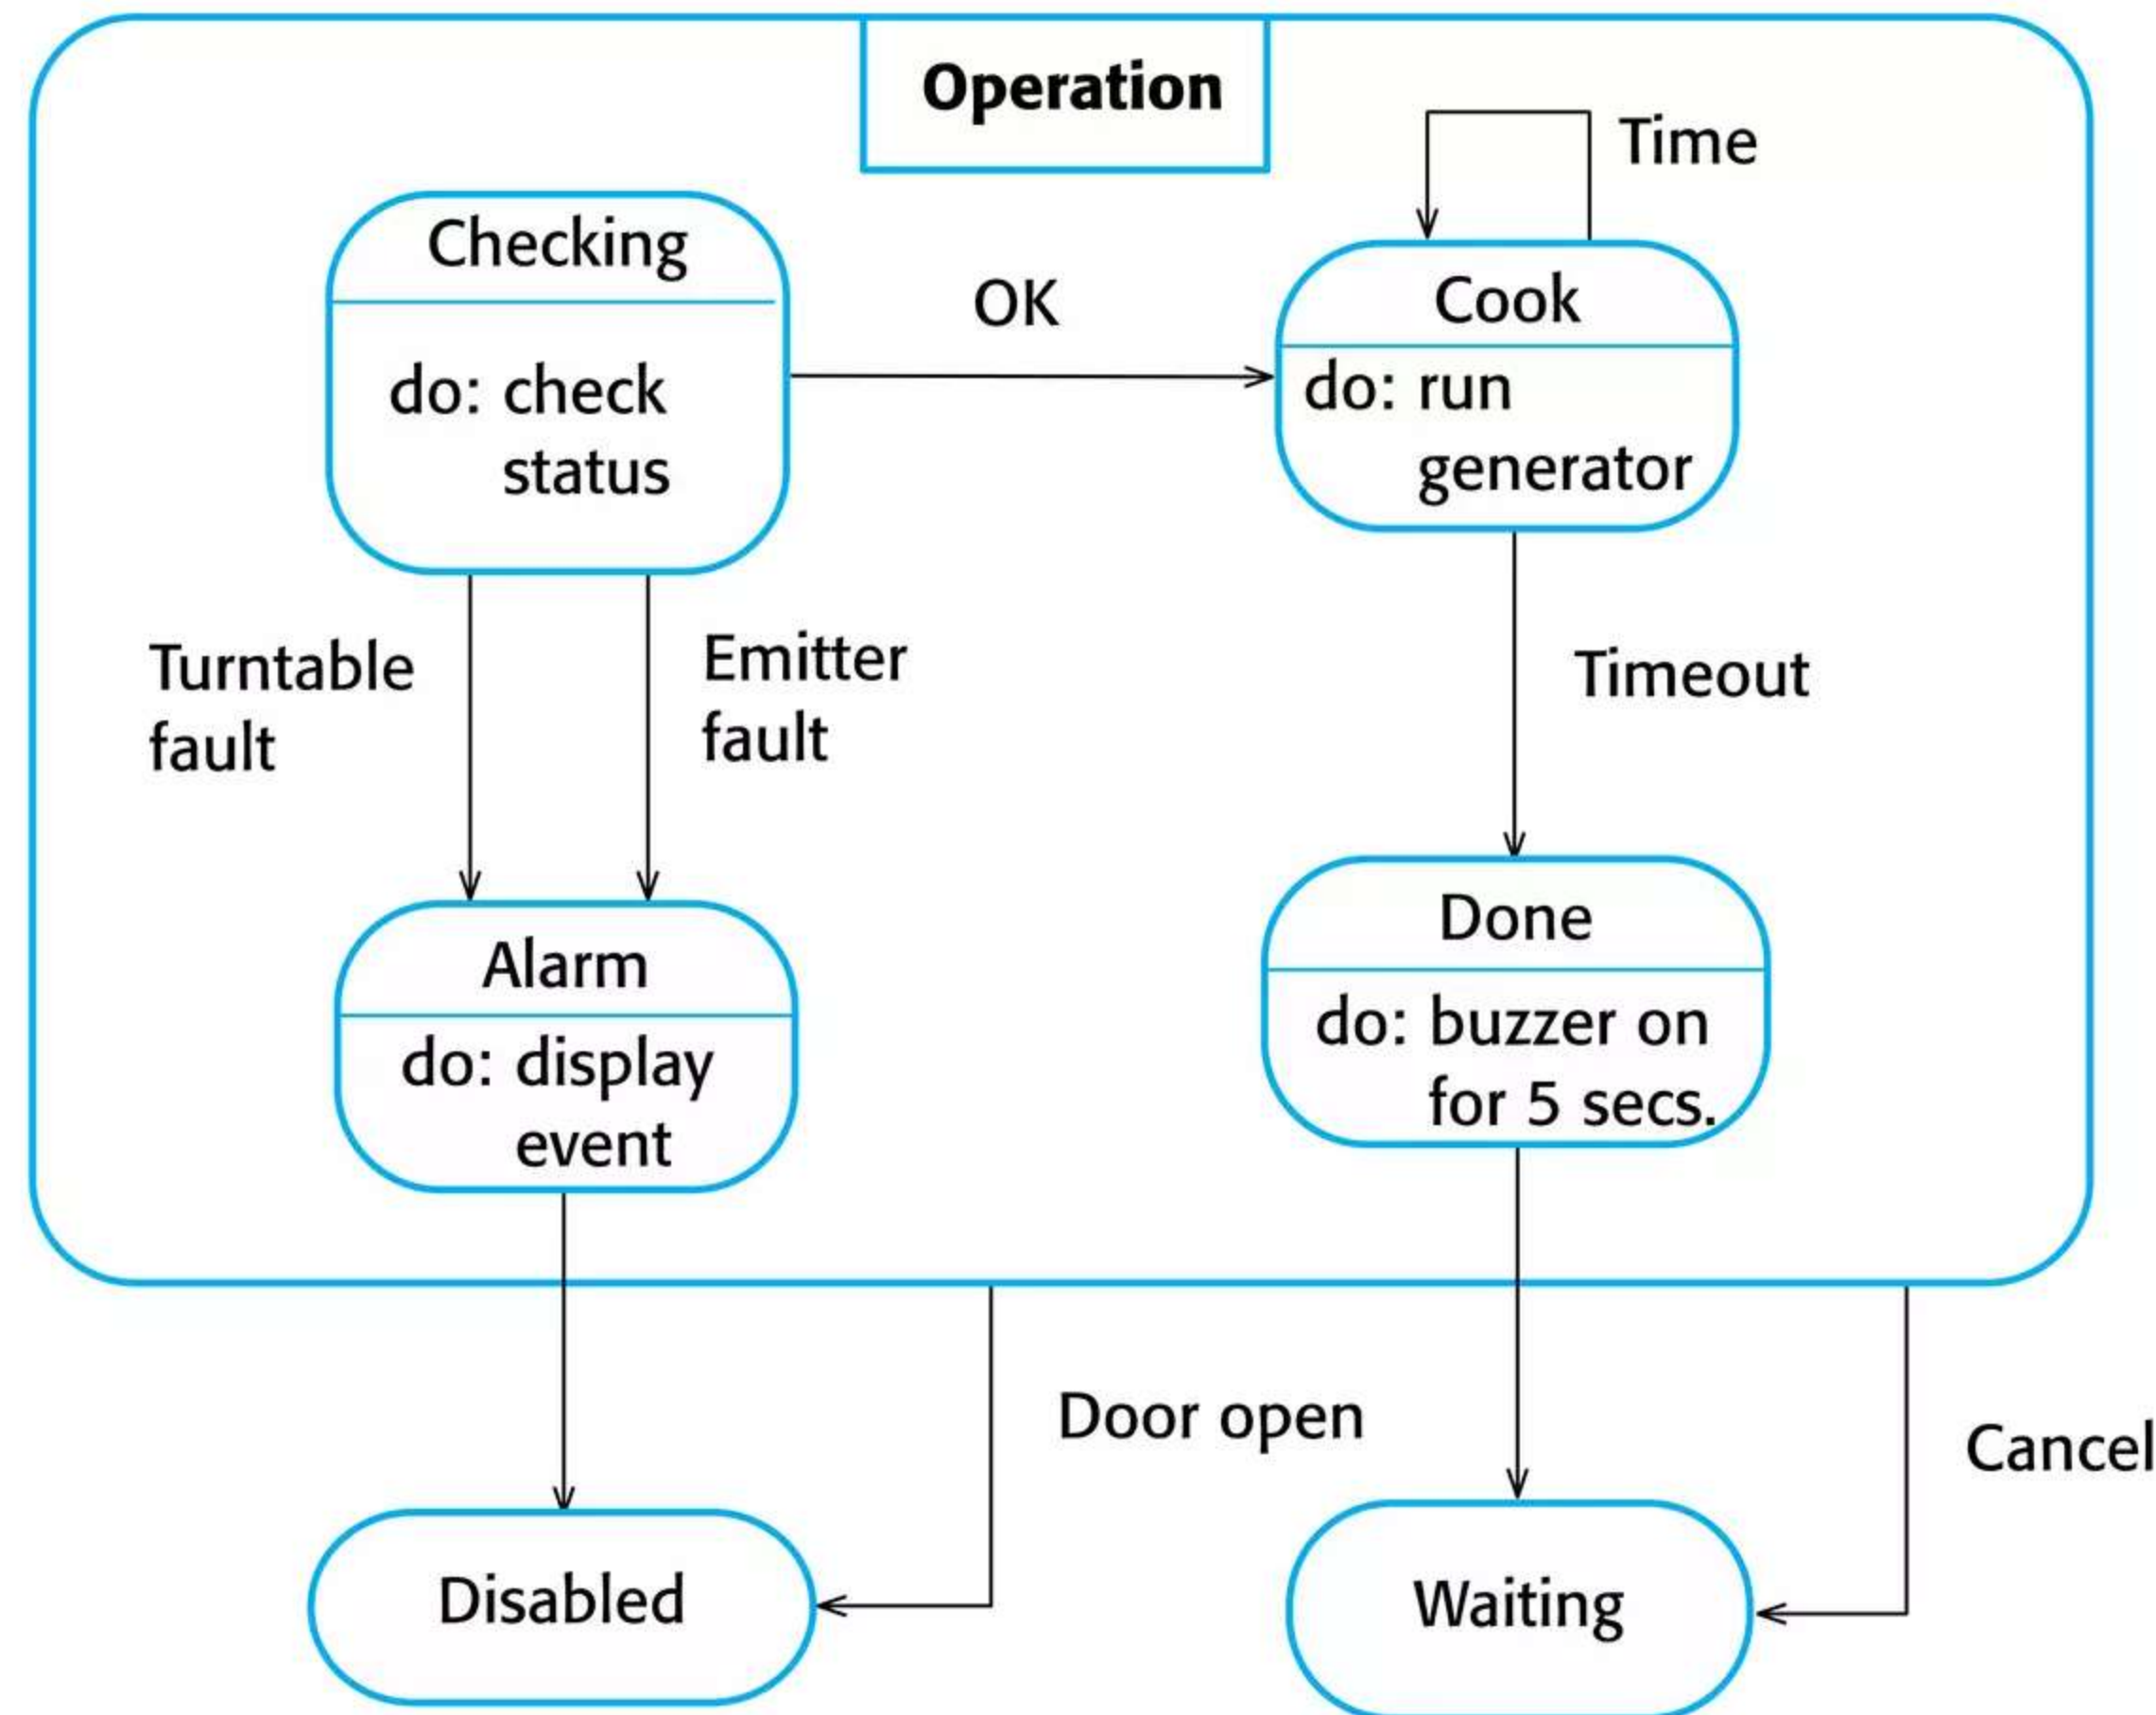 Operation
Time
Checking
do: check
status
OK
Cook
do: run
generator
Turntable
fault
Emitter
fault
Timeout
Alarm
do: display
event
Done
do: buzzer on
for 5 secs.
Door open
Cancel
Disabled
Waiting